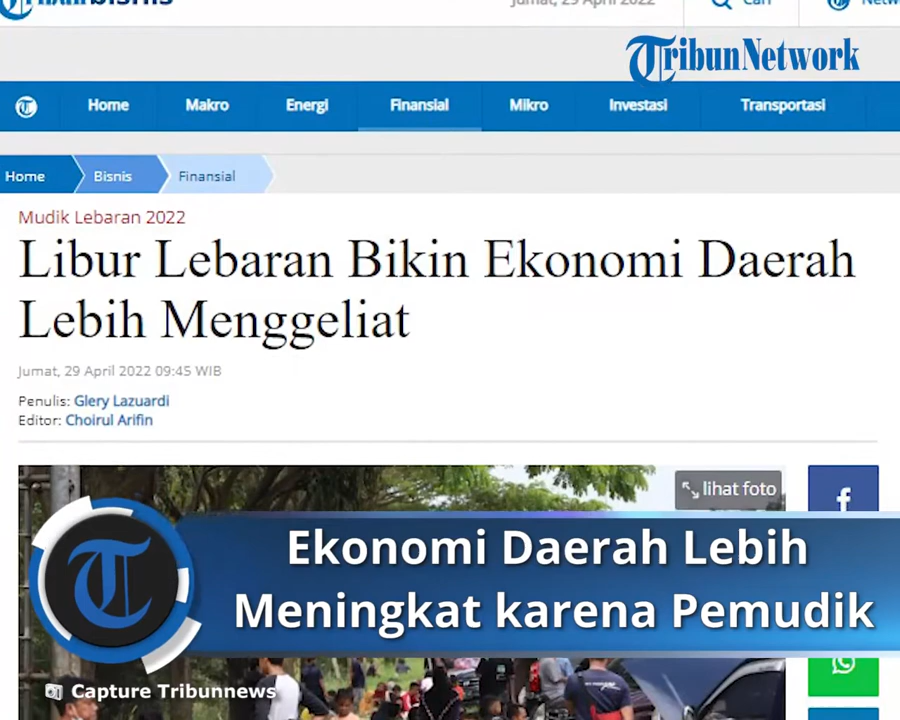 Jumat, 29 April 2022
Cari
TribunNetwork
Home Makro Energi Finansial Mikro Investasi Transportasi
Home Bisnis Finansial
Mudik Lebaran 2022
Libur Lebaran Bikin Ekonomi Daerah
Lebih Menggeliat
Jumat, 29 April 2022 09:45 WIB
Penulis: Glery Lazuardi
Editor: Choirul Arifin
lihat foto
f
Ekonomi Daerah Lebih
Meningkat karena Pemudik
Capture Tribunnews